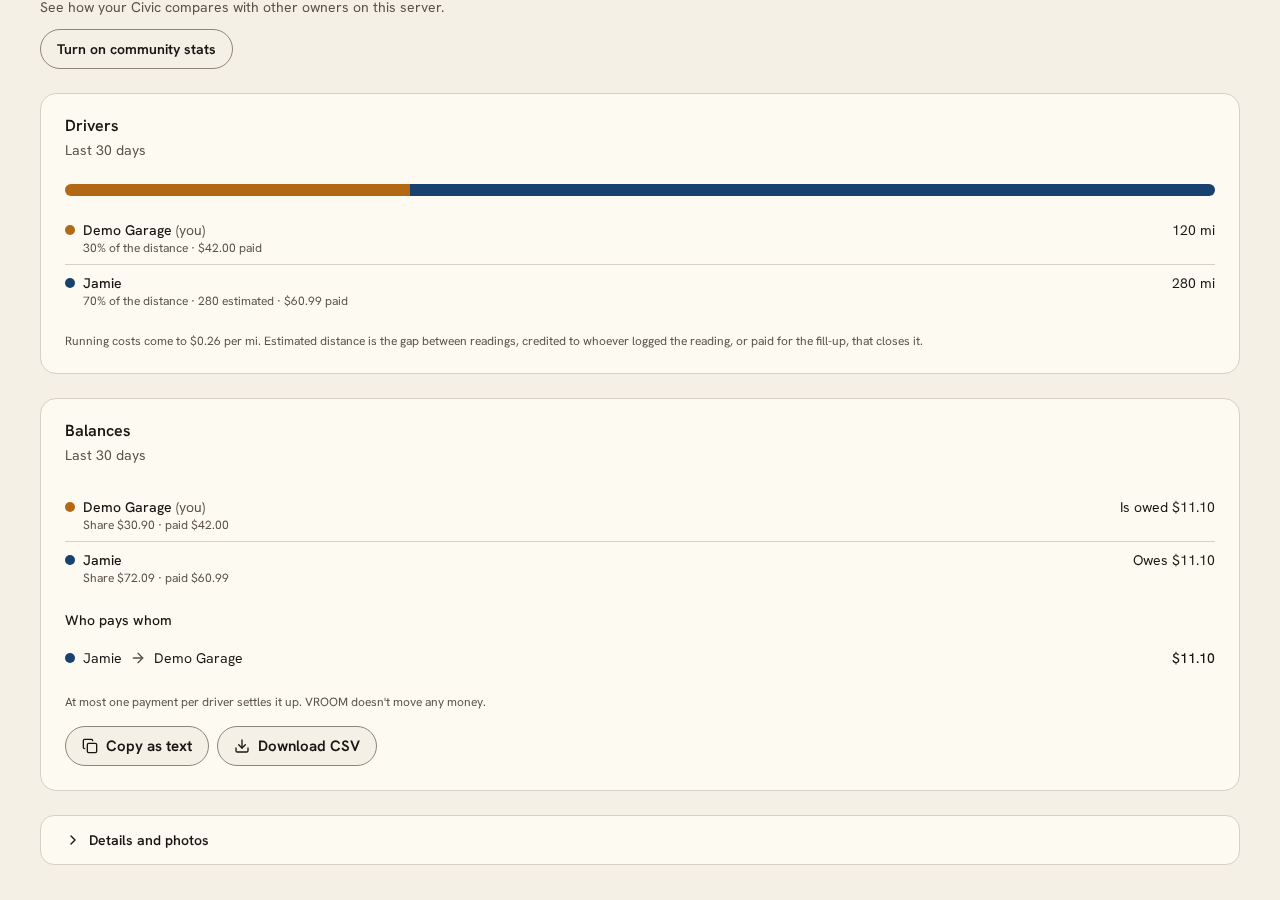 See how your Civic compares with other owners on this server.
Turn on community stats
Drivers
Last 30 days
Demo Garage (you)
120 mi
30% of the distance · $42.00 paid
Jamie
280 mi
70% of the distance · 280 estimated · $60.99 paid
Running costs come to $0.26 per mi. Estimated distance is the gap between readings, credited to whoever logged the reading, or paid for the fill-up, that closes it.
Balances
Last 30 days
Demo Garage (you)
Is owed $11.10
Share $30.90 · paid $42.00
Jamie
Owes $11.10
Share $72.09 · paid $60.99
Who pays whom
Jamie → Demo Garage
$11.10
At most one payment per driver settles it up. VROOM doesn't move any money.
Copy as text
Download CSV
Details and photos